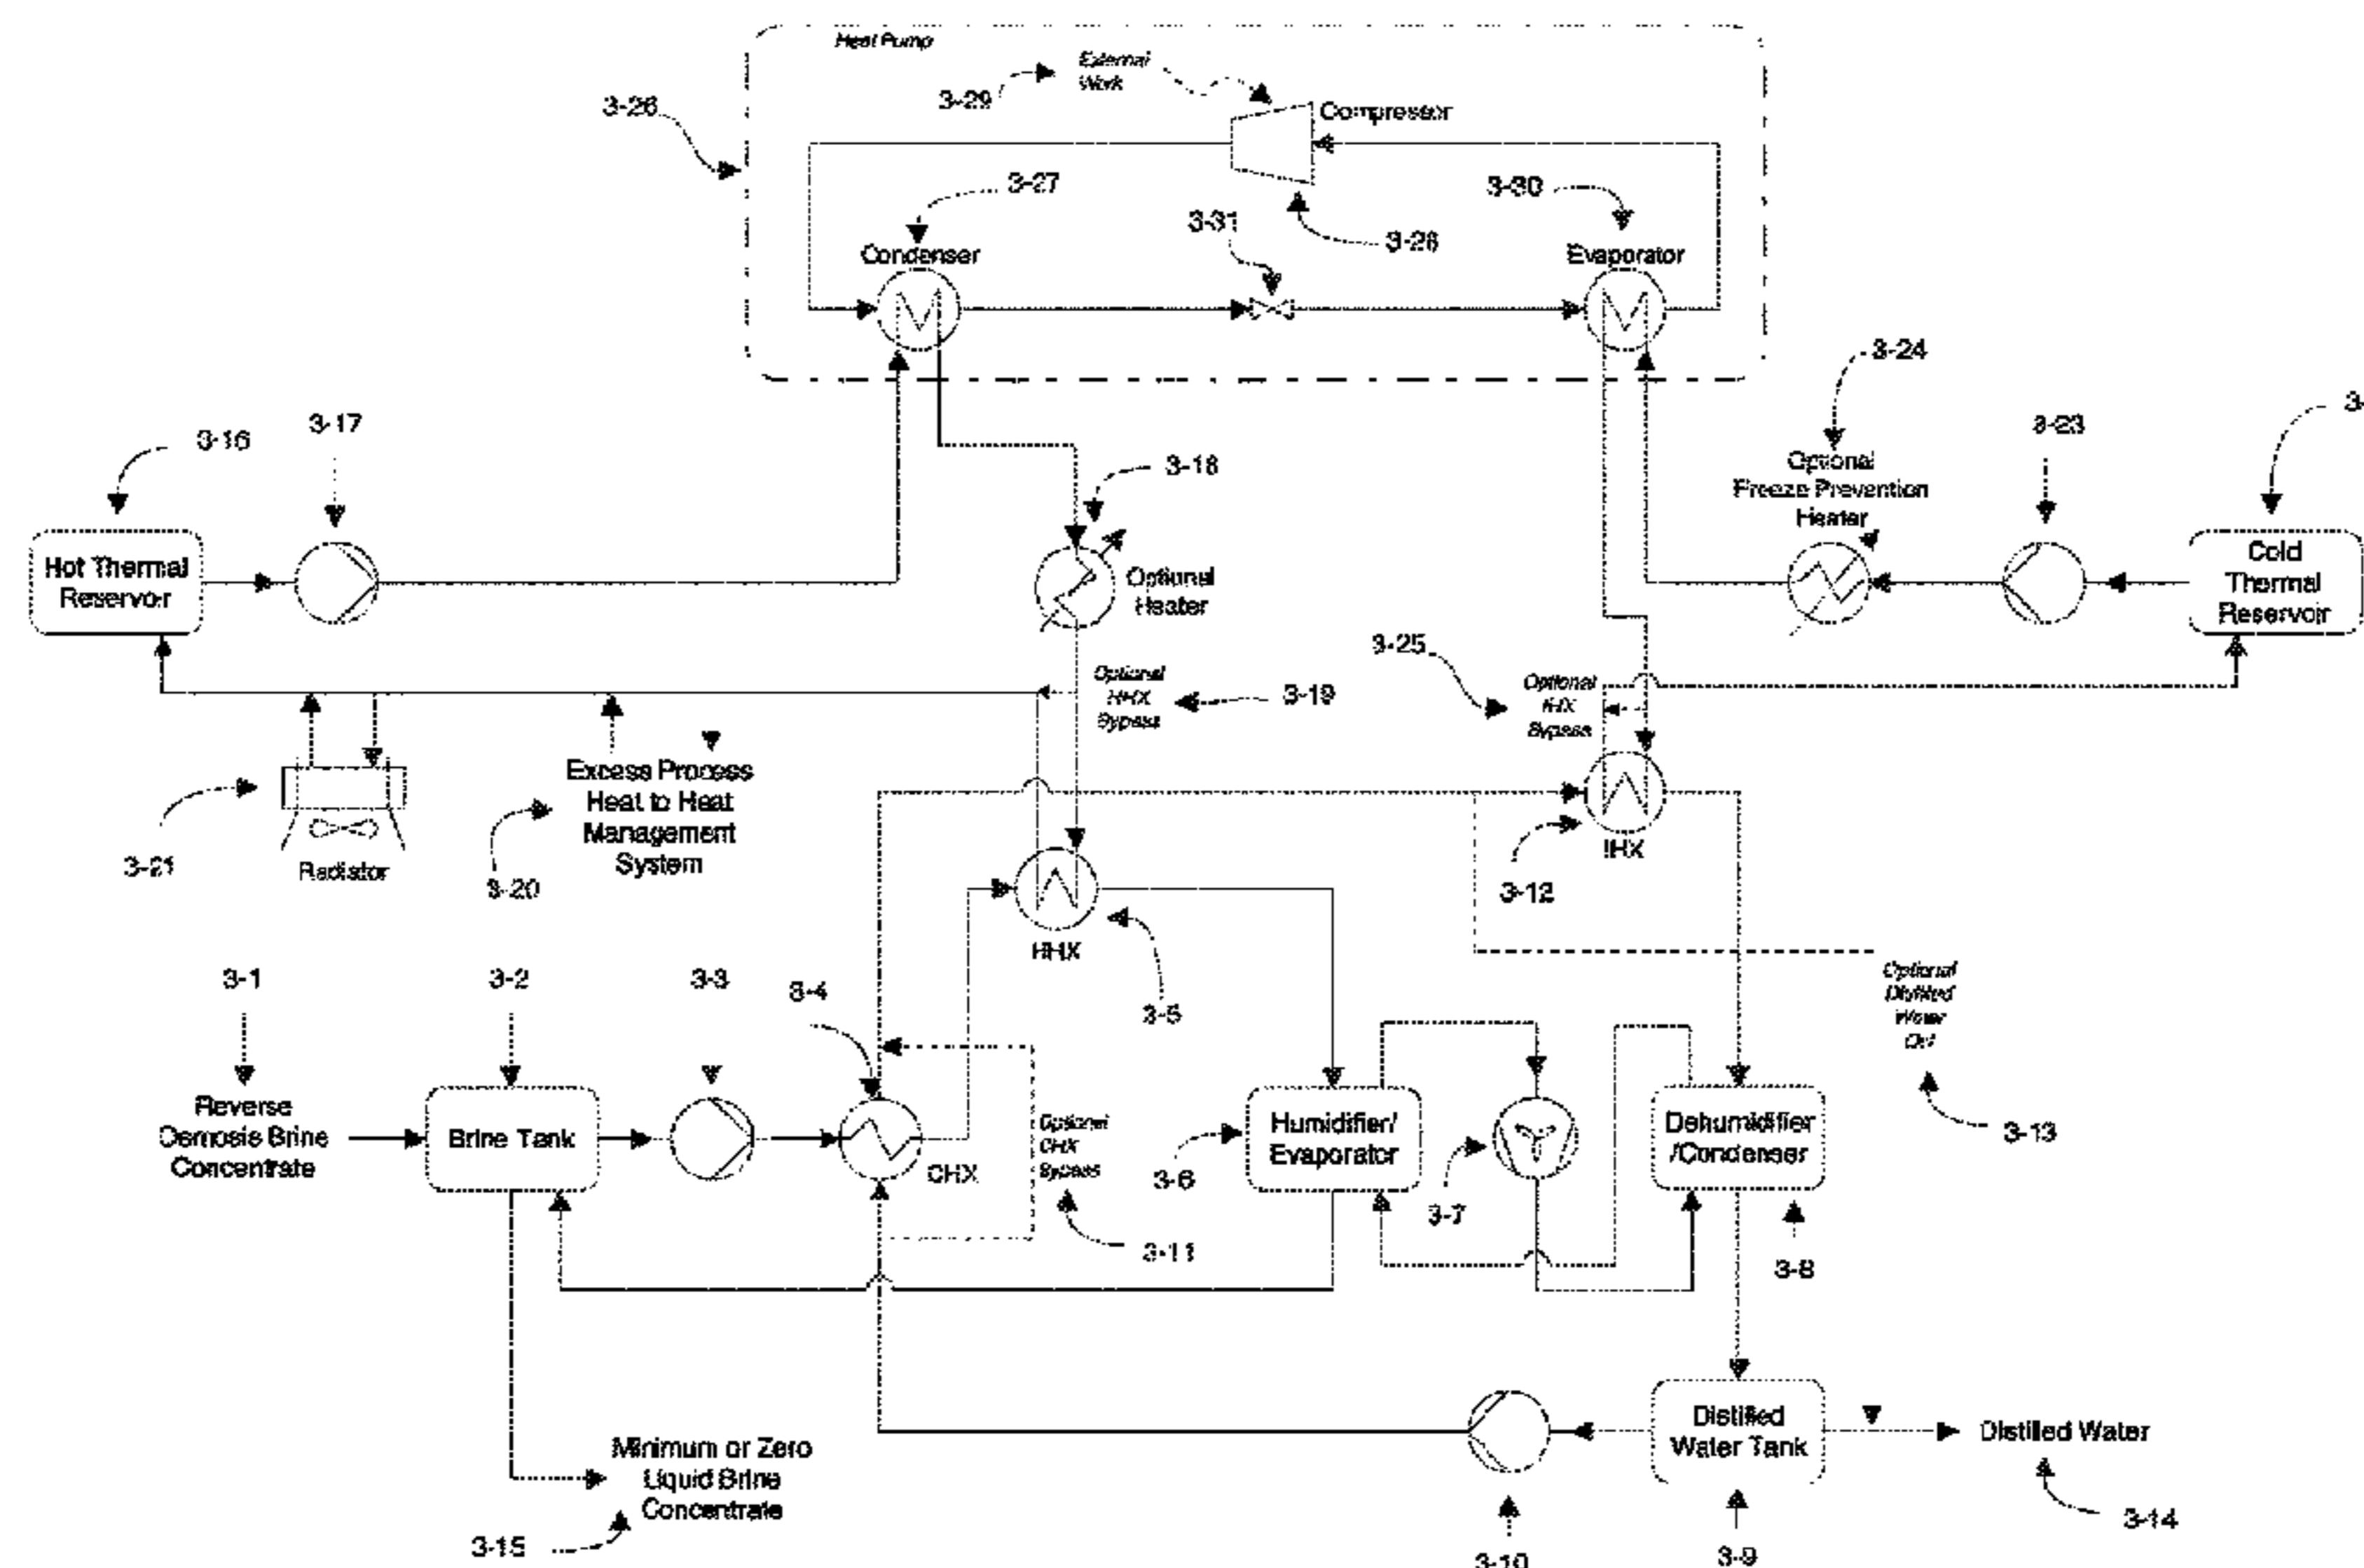 Heat Pump
3-29
External
Work
3-26
Compressor
3-27
3-30
3-31
3-28
Condenser
Evaporator
3-24
3-16
3-17
3-23
3-
3-18
Optional
Freeze Prevention
Heater
Hot Thermal
Reservoir
Optional
Heater
Cold
Thermal
Reservoir
3-25
Optional
HHX
Bypass
3-19
Optional
IHX
Bypass
Excess Process
Heat to Heat
Management
System
3-21
Radiator
3-20
IHX
3-12
HHX
3-1
3-2
3-3
3-4
3-5
Optional
Distilled
Water
Out
Reverse
Osmosis Brine
Concentrate
Brine Tank
CHX
Optional
CHX
Bypass
3-6
Humidifier/
Evaporator
3-7
Dehumidifier
/Condenser
3-13
3-11
3-8
Minimum or Zero
Liquid Brine
Concentrate
Distilled
Water Tank
Distilled Water
3-15
3-10
3-9
3-14